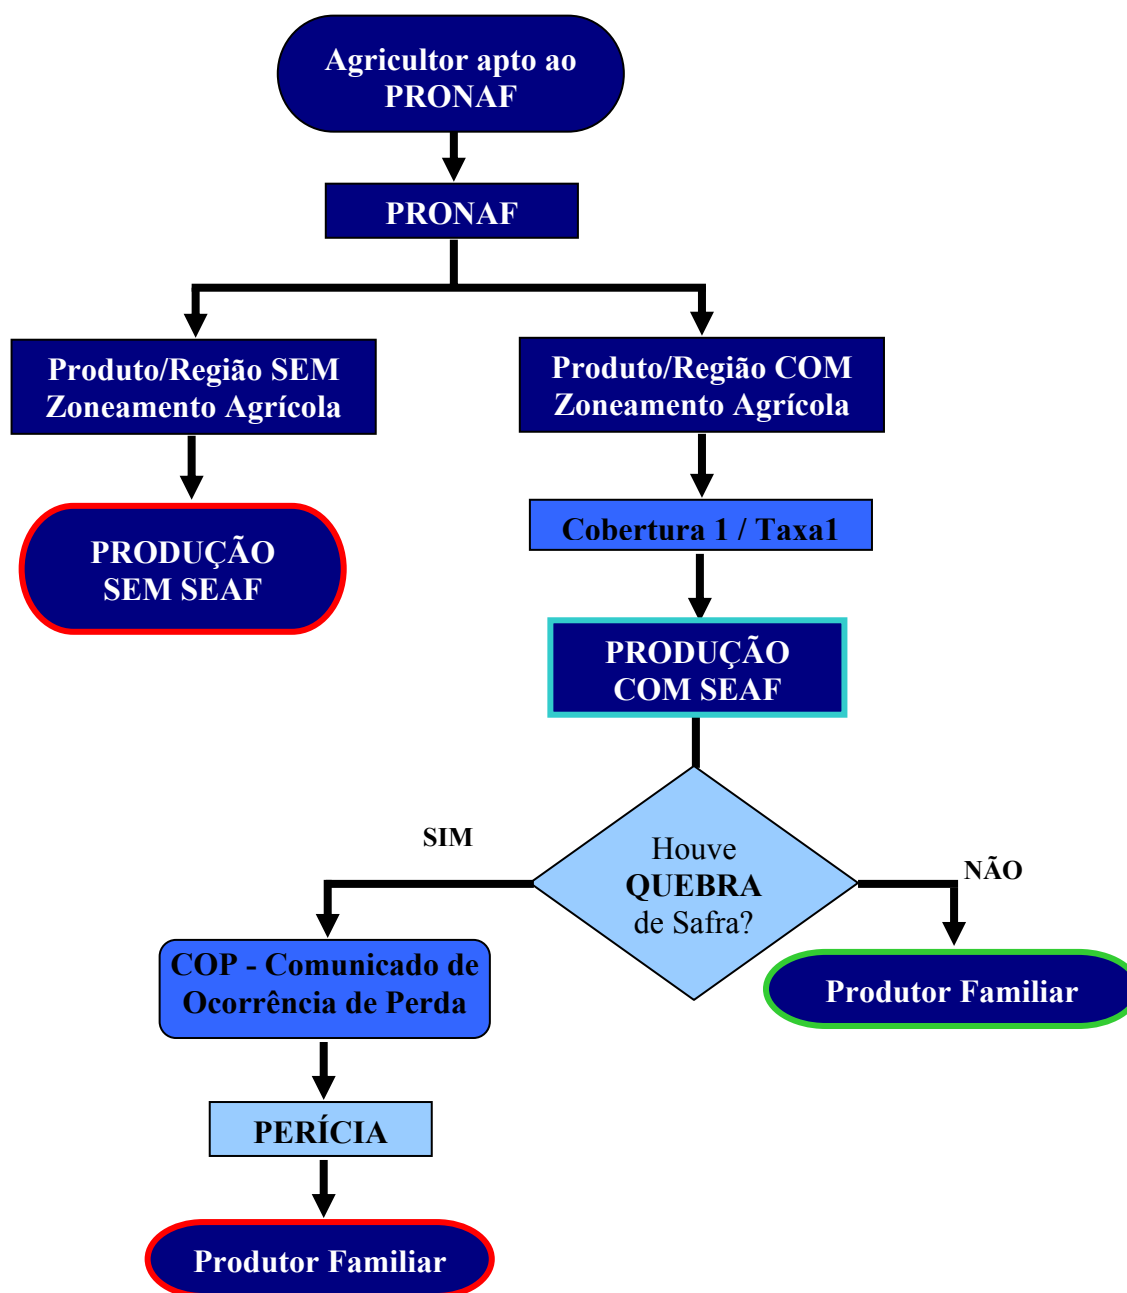 Agricultor apto ao
PRONAF
PRONAF
Produto/Região SEM
Zoneamento Agrícola
Produto/Região COM
Zoneamento Agrícola
Cobertura 1 / Taxa1
PRODUÇÃO
SEM SEAF
PRODUÇÃO
COM SEAF
Houve
QUEBRA
de Safra?
SIM
NÃO
COP - Comunicado de
Ocorrência de Perda
Produtor Familiar
PERÍCIA
Produtor Familiar